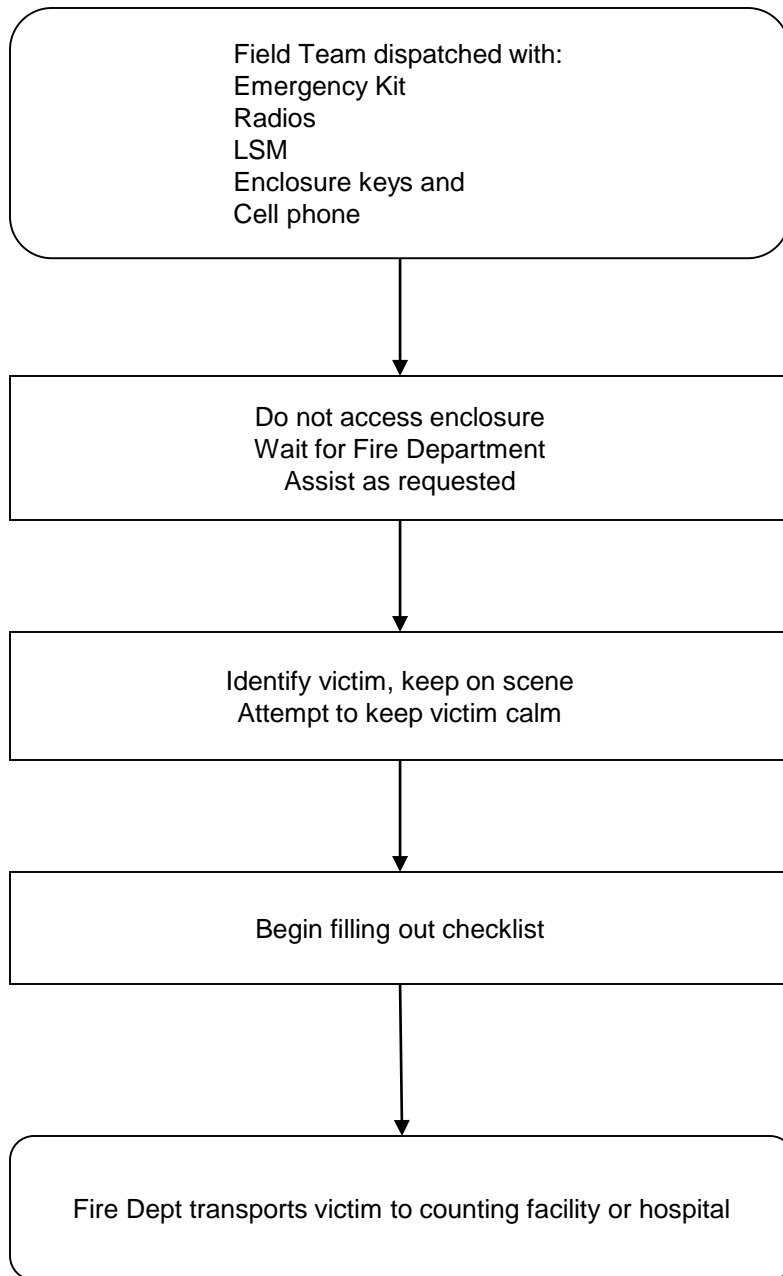 Field Team dispatched with:
Emergency Kit
Radios
LSM
Enclosure keys and
Cell phone
Do not access enclosure
Wait for Fire Department
Assist as requested
Identify victim, keep on scene
Attempt to keep victim calm
Begin filling out checklist
Fire Dept transports victim to counting facility or hospital